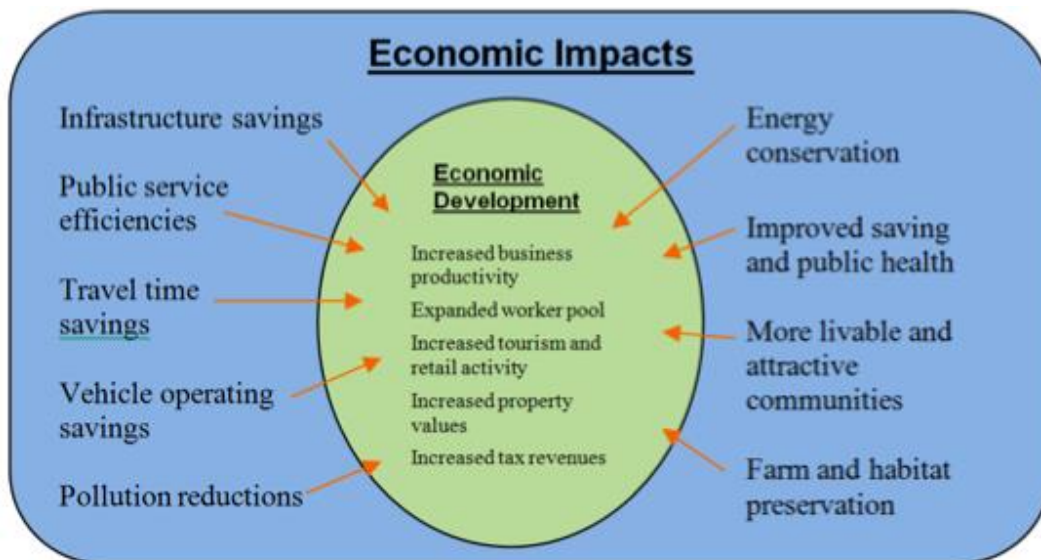 Economic Impacts
Infrastructure savings
Public service
efficiencies
Travel time
savings
Vehicle operating
savings
Pollution reductions
Economic
Development
Increased business
productivity
Expanded worker pool
Increased tourism and
retail activity
Increased property
values
Increased tax revenues
Energy
conservation
Improved saving
and public health
More livable and
attractive
communities
Farm and habitat
preservation